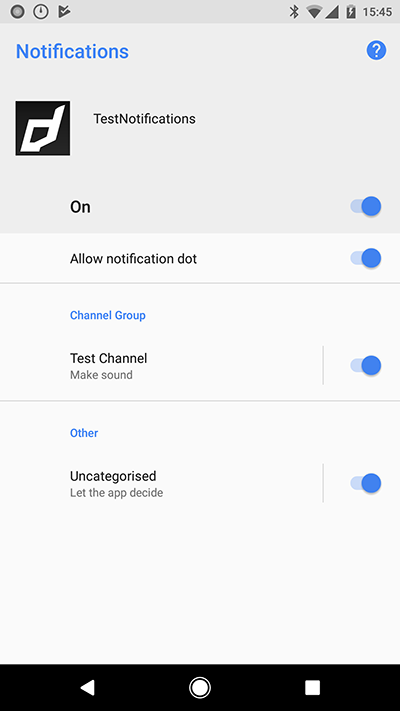 15:45
Notifications
?
TestNotifications
On
Allow notification dot
Channel Group
Test Channel
Make sound
Other
Uncategorised
Let the app decide